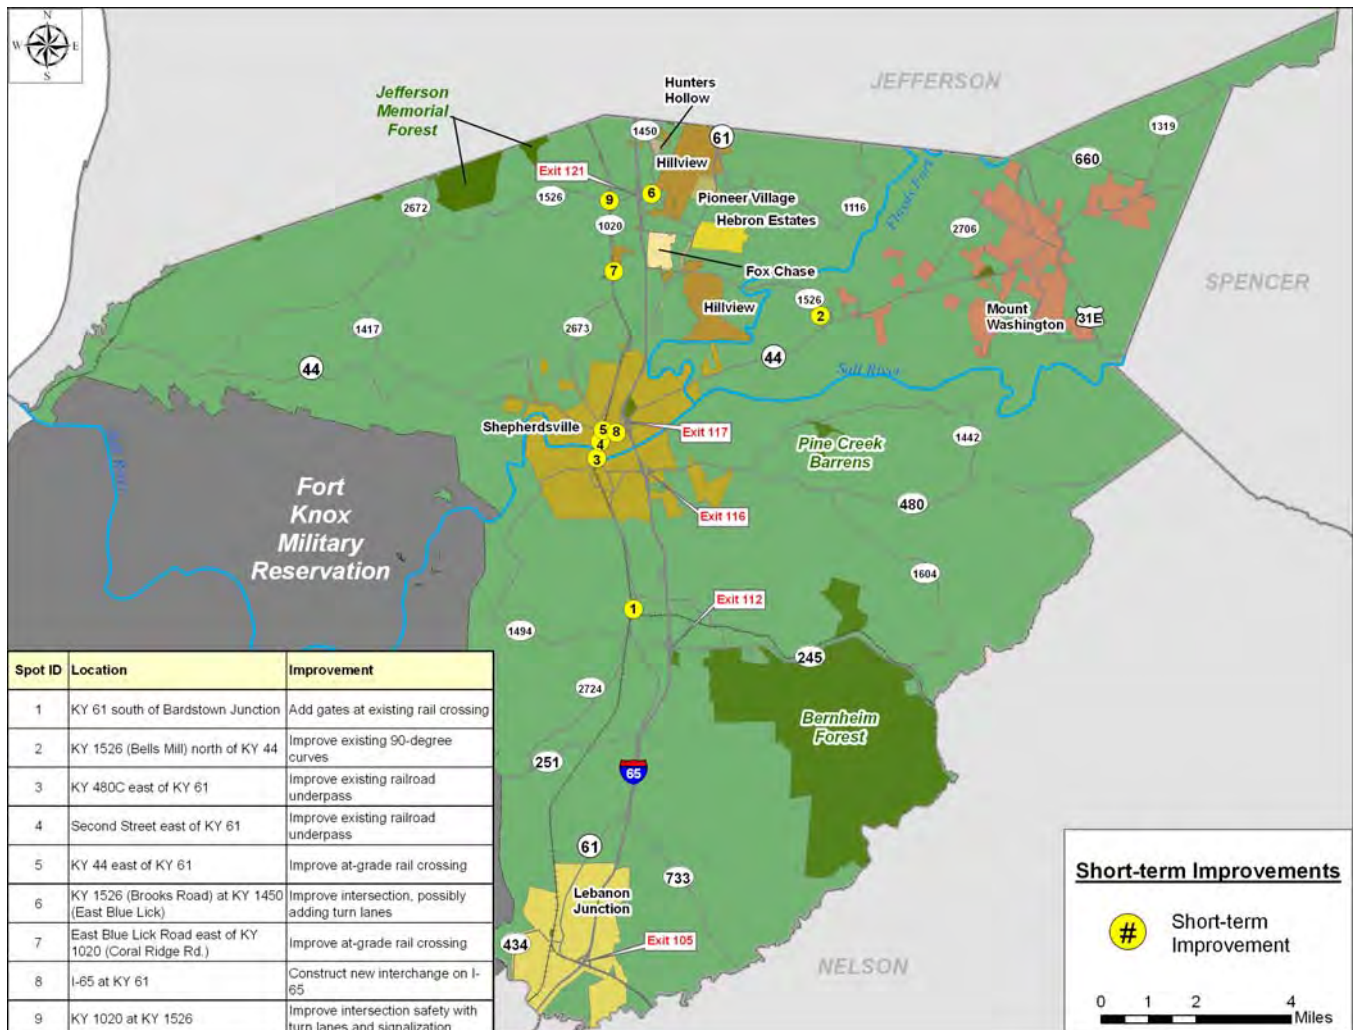 N
W E
S
JEFFERSON
Hunters
Hollow
Jefferson
Memorial
Forest
1450
61
1319
660
Hillview
Exit 121
6
9
1526
2672
Pioneer Village
1116
Floyds Fork
Hebron Estates
1020
2706
7
Fox Chase
SPENCER
1526
2
Hillview
Mount
Washington
31E
1417
2673
44
44
Salt River
Shepherdsville
5
8
4
3
Exit 117
1442
Pine Creek
Barrens
Salt River
Fort
Knox
Military
Reservation
480
Exit 116
1604
1
Exit 112
1494
245
2724
Bernheim
Forest
251
65
61
733
Lebanon
Junction
434
Exit 105
NELSON
Spot ID Location Improvement
1 KY 61 south of Bardstown Junction Add gates at existing rail crossing
2 KY 1526 (Bells Mill) north of KY 44 Improve existing 90-degree
curves
3 KY 480C east of KY 61 Improve existing railroad
underpass
4 Second Street east of KY 61 Improve existing railroad
underpass
5 KY 44 east of KY 61 Improve at-grade rail crossing
6 KY 1526 (Brooks Road) at KY 1450 Improve intersection, possibly
(East Blue Lick) adding turn lanes
7 East Blue Lick Road east of KY Improve at-grade rail crossing
1020 (Coral Ridge Rd.)
8 I-65 at KY 61 Construct new interchange on I-
65
9 KY 1020 at KY 1526 Improve intersection safety with
turn lanes and signalization
Short-term Improvements
# Short-term
Improvement
0 1 2 4
Miles